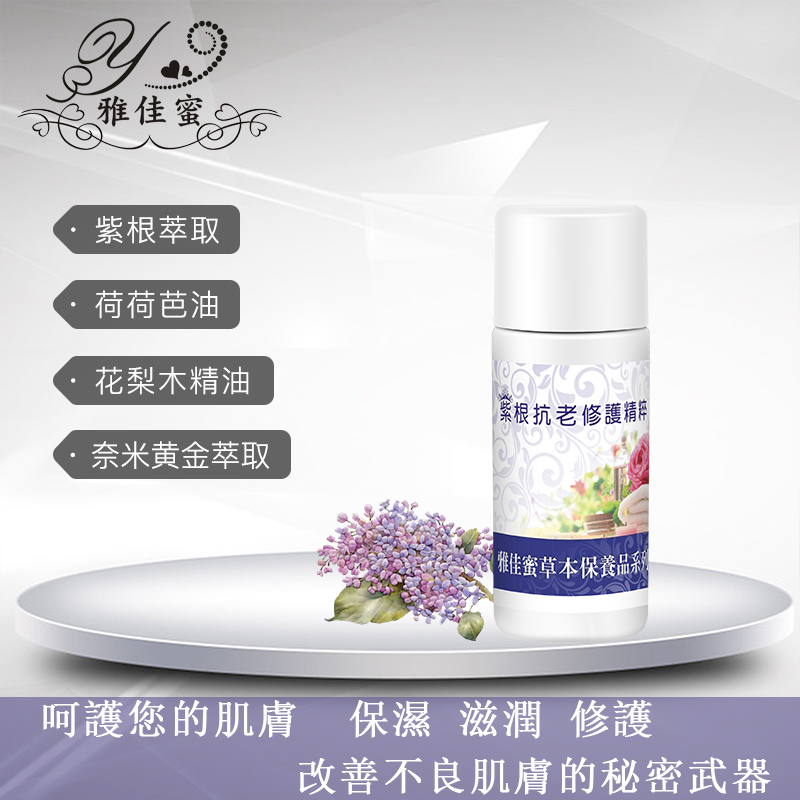 雅佳蜜
· 紫根萃取
· 荷荷芭油
· 花梨木精油
· 奈米黄金萃取
紫根抗老修護精粹
雅佳蜜草本保養品系列
呵護您的肌膚 保濕 滋潤 修護
改善不良肌膚的秘密武器